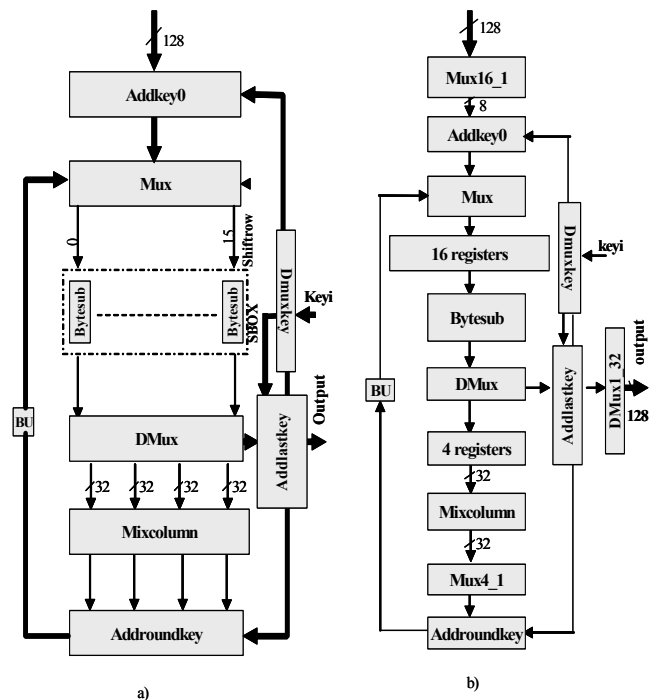 128
Addkey0
Mux
0
15
Shiftrow
Bytesub
Bytesub
SBOX
Dmuxkey
Keyi
Output
BU
DMux
Addlastkey
32
32
32
32
Mixcolumn
Addroundkey
a)
128
Mux16_1
8
Addkey0
Mux
Dmuxkey
keyi
16 registers
Bytesub
BU
DMux
Addlastkey
DMux1_32
output
128
4 registers
32
Mixcolumn
32
Mux4_1
Addroundkey
b)